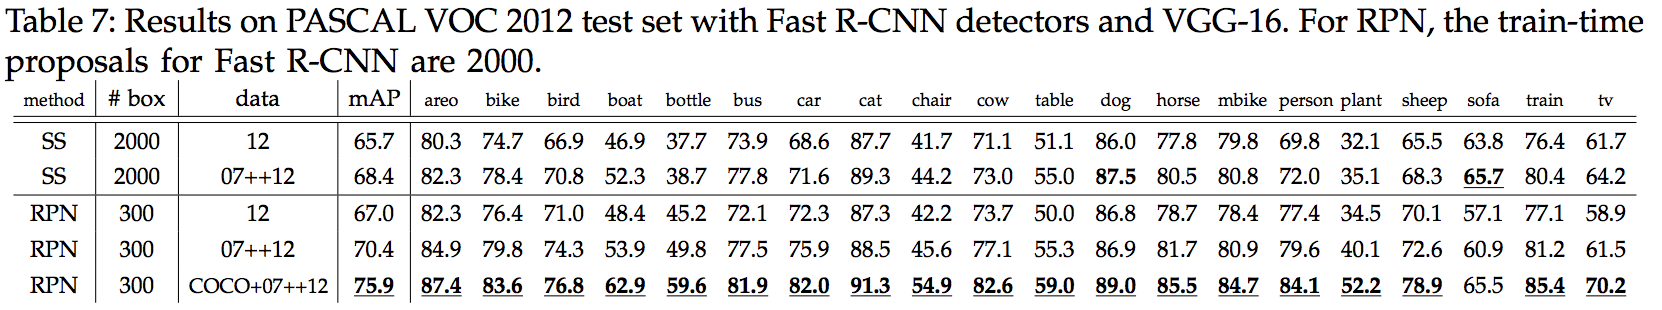 Table 7: Results on PASCAL VOC 2012 test set with Fast R-CNN detectors and VGG-16. For RPN, the train-time
proposals for Fast R-CNN are 2000.
method # box data mAP areo bike bird boat bottle bus car cat chair cow table dog horse mbike person plant sheep sofa train tv
SS 2000 12 65.7 80.3 74.7 66.9 46.9 37.7 73.9 68.6 87.7 41.7 71.1 51.1 86.0 77.8 79.8 69.8 32.1 65.5 63.8 76.4 61.7
SS 2000 07++12 68.4 82.3 78.4 70.8 52.3 38.7 77.8 71.6 89.3 44.2 73.0 55.0 87.5 80.5 80.8 72.0 35.1 68.3 65.7 80.4 64.2
RPN 300 12 67.0 82.3 76.4 71.0 48.4 45.2 72.1 72.3 87.3 42.2 73.7 50.0 86.8 78.7 78.4 77.4 34.5 70.1 57.1 77.1 58.9
RPN 300 07++12 70.4 84.9 79.8 74.3 53.9 49.8 77.5 75.9 88.5 45.6 77.1 55.3 86.9 81.7 80.9 79.6 40.1 72.6 60.9 81.2 61.5
RPN 300 COCO+07++12 75.9 87.4 83.6 76.8 62.9 59.6 81.9 82.0 91.3 54.9 82.6 59.0 89.0 85.5 84.7 84.1 52.2 78.9 65.5 85.4 70.2